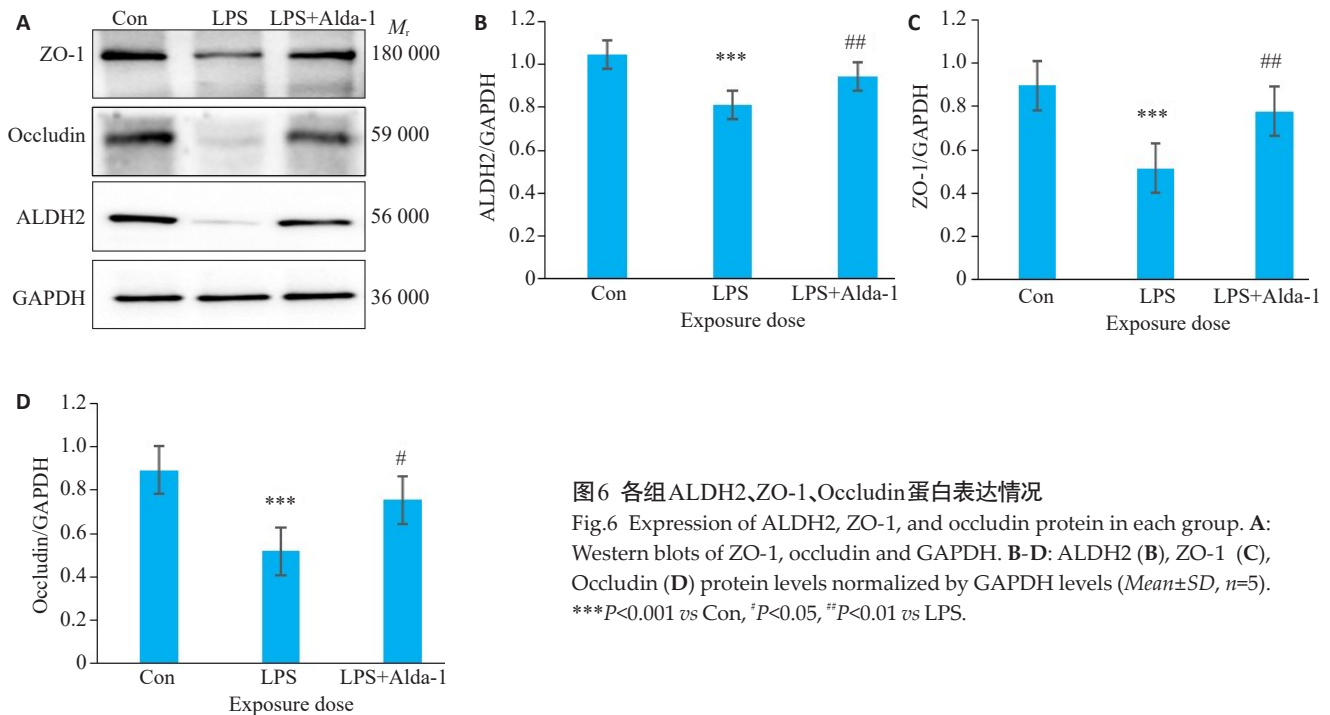 A
Con LPS LPS+Alda-1
Mr
ZO-1 180 000
Occludin 59 000
ALDH2 56 000
GAPDH 36 000
B
ALDH2/GAPDH
1.2
1.0
0.8
0.6
0.4
0.2
0
***
##
Con LPS LPS+Alda-1
Exposure dose
C
ZO-1/GAPDH
1.2
1.0
0.8
0.6
0.4
0.2
0
***
##
Con LPS LPS+Alda-1
Exposure dose
D
Occludin/GAPDH
1.2
1.0
0.8
0.6
0.4
0.2
0
***
#
Con LPS LPS+Alda-1
Exposure dose
图6 各组ALDH2、ZO-1、Occludin蛋白表达情况
Fig.6 Expression of ALDH2, ZO-1, and occludin protein in each group. A:
Western blots of ZO-1, occludin and GAPDH. B-D: ALDH2 (B), ZO-1 (C),
Occludin (D) protein levels normalized by GAPDH levels (Mean±SD, n=5).
***P<0.001 vs Con, #P<0.05, ##P<0.01 vs LPS.